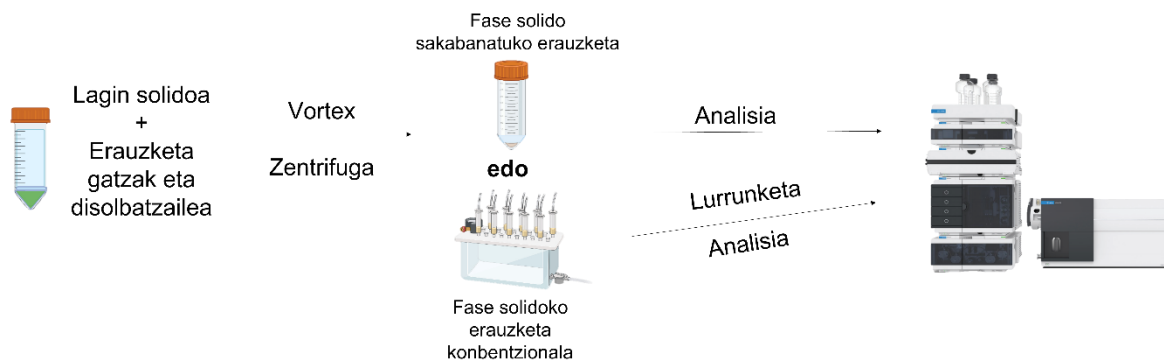 Lagin solidoa
+
Erauzketa
gatzak eta
disolbatzailea
Vortex
Zentrifuga
Fase solido
sakabanatuko erauzketa
edo
Fase solidoko
erauzketa
konbentzionala
Analisia
Lurrunketa
Analisia